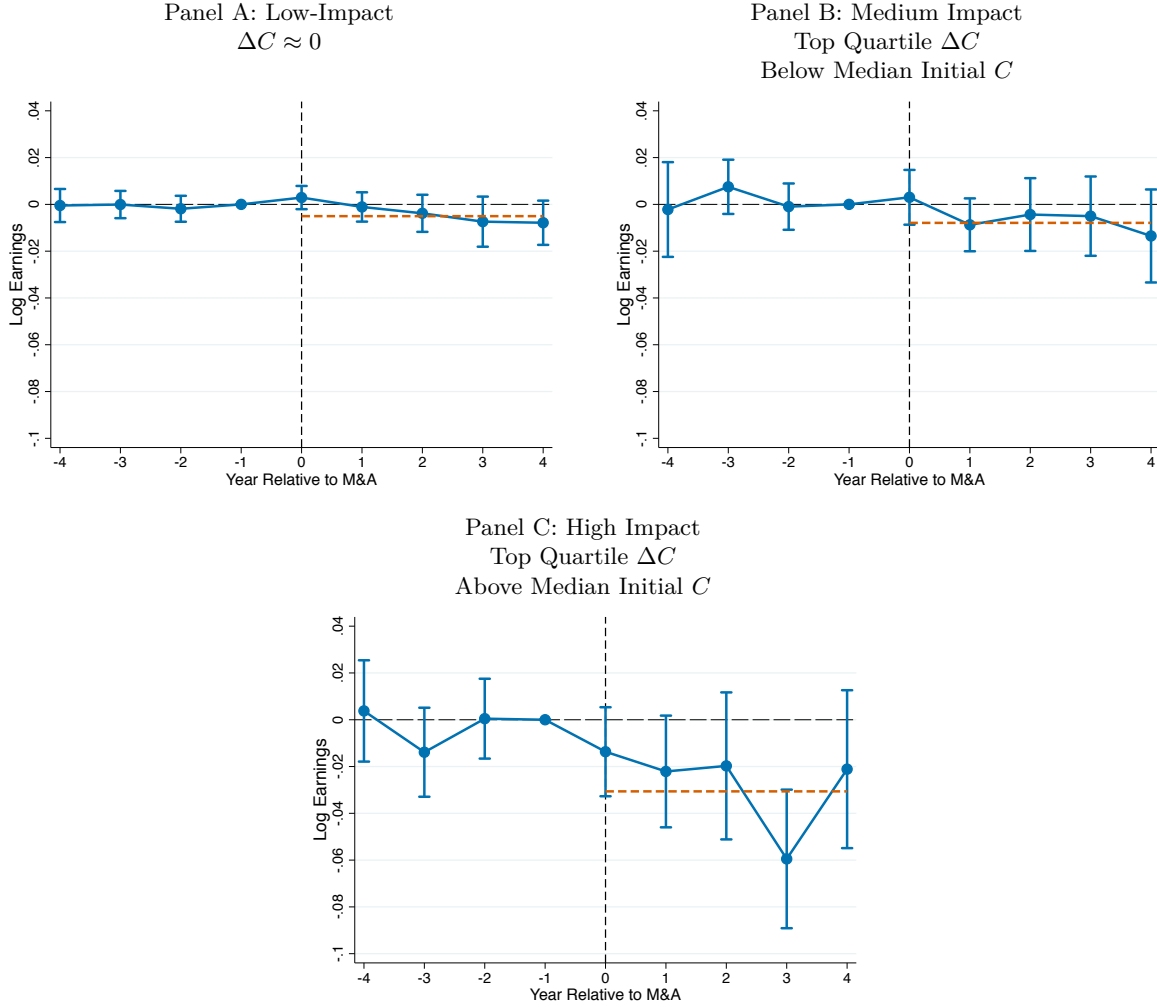 Panel A: Low-Impact
ΔC ≈ 0
.04
.02
0
-.02
-.04
-.06
-.08
-.1
Log Earnings
-4 -3 -2 -1 0 1 2 3 4
Year Relative to M&A
Panel B: Medium Impact
Top Quartile ΔC
Below Median Initial C
.04
.02
0
-.02
-.04
-.06
-.08
-.1
Log Earnings
-4 -3 -2 -1 0 1 2 3 4
Year Relative to M&A
Panel C: High Impact
Top Quartile ΔC
Above Median Initial C
.04
.02
0
-.02
-.04
-.06
-.08
-.1
Log Earnings
-4 -3 -2 -1 0 1 2 3 4
Year Relative to M&A